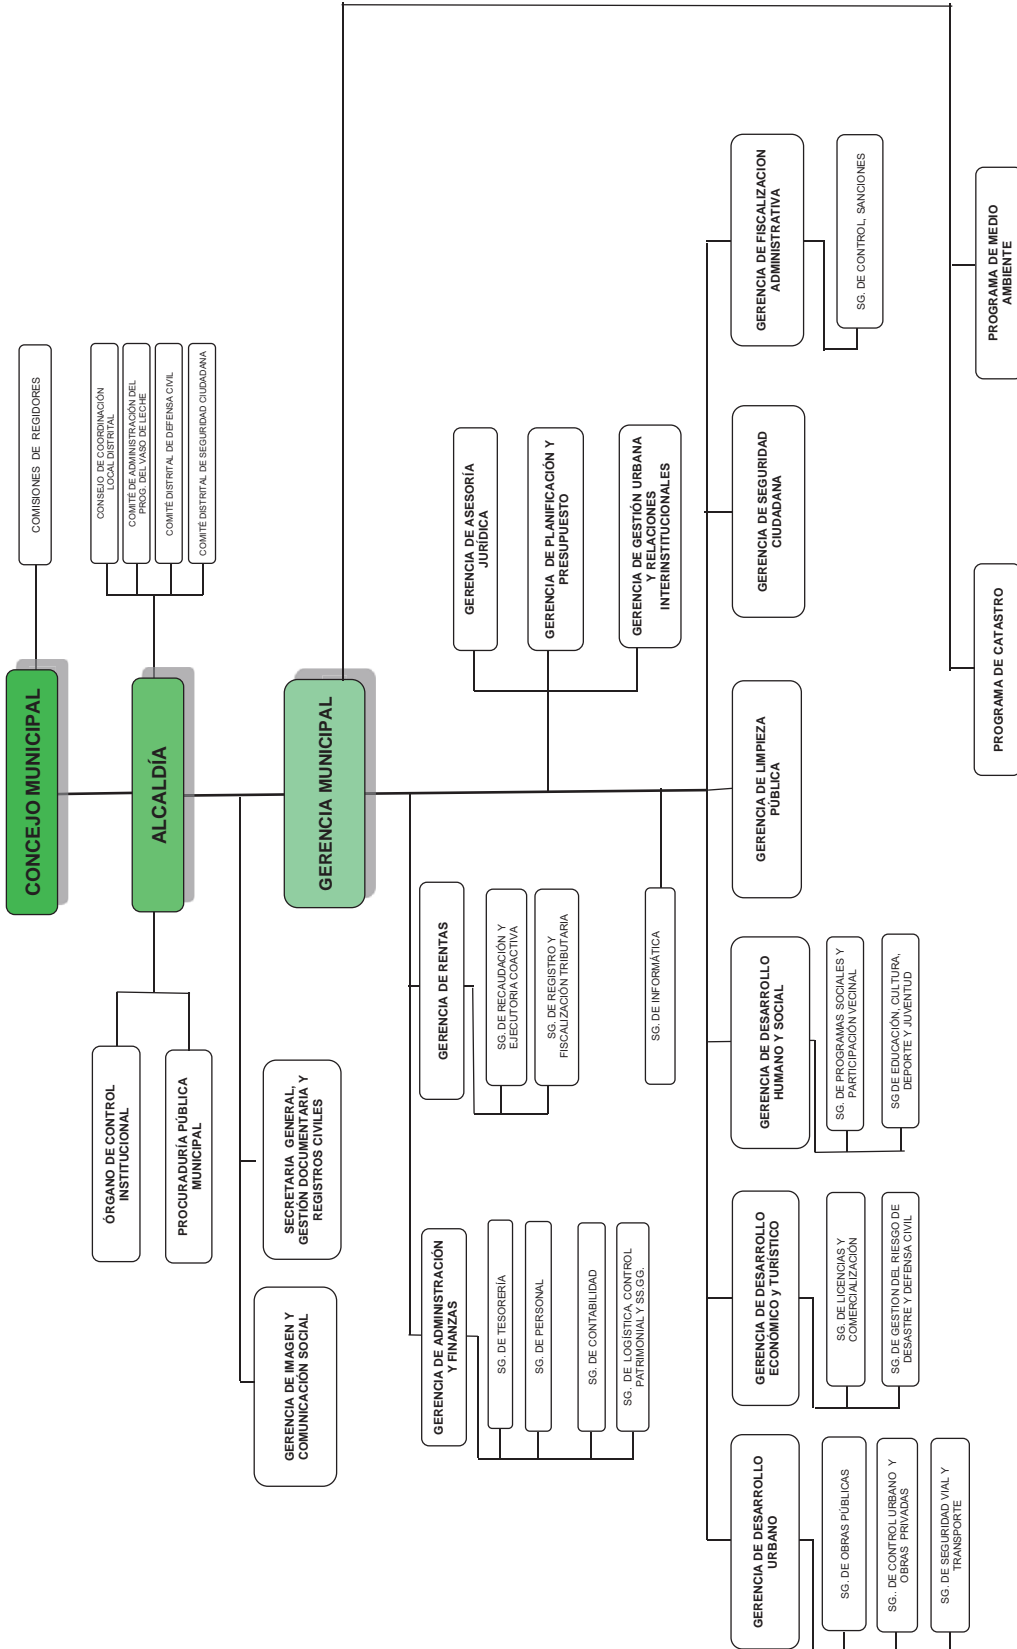 CONCEJO MUNICIPAL
COMISIONES DE REGIDORES
ALCALDÍA
CONSEJO DE COORDINACIÓN
LOCAL DISTRITAL
COMITÉ DE ADMINISTRACIÓN DEL
PROG. DEL VASO DE LECHE
COMITÉ DISTRITAL DE DEFENSA CIVIL
COMITÉ DISTRITAL DE SEGURIDAD CIUDADANA
ÓRGANO DE CONTROL
INSTITUCIONAL
PROCURADURÍA PÚBLICA
MUNICIPAL
GERENCIA DE IMAGEN Y
COMUNICACIÓN SOCIAL
SECRETARIA GENERAL,
GESTIÓN DOCUMENTARIA Y
REGISTROS CIVILES
GERENCIA MUNICIPAL
GERENCIA DE ADMINISTRACIÓN
Y FINANZAS
SG. DE TESORERÍA
SG. DE PERSONAL
SG. DE CONTABILIDAD
SG. DE LOGÍSTICA, CONTROL
PATRIMONIAL Y SS.GG.
GERENCIA DE RENTAS
SG. DE RECAUDACIÓN Y
EJECUTORIA COACTIVA
SG. DE REGISTRO Y
FISCALIZACIÓN TRIBUTARIA
SG. DE INFORMÁTICA
GERENCIA DE ASESORÍA
JURÍDICA
GERENCIA DE PLANIFICACIÓN Y
PRESUPUESTO
GERENCIA DE GESTIÓN URBANA
Y RELACIONES
INTERINSTITUCIONALES
GERENCIA DE DESARROLLO
URBANO
SG. DE OBRAS PÚBLICAS
SG.. DE CONTROL URBANO Y
OBRAS PRIVADAS
SG. DE SEGURIDAD VIAL Y
TRANSPORTE
GERENCIA DE DESARROLLO
ECONÓMICO y TURÍSTICO
SG. DE LICENCIAS Y
COMERCIALIZACIÓN
SG. DE GESTION DEL RIESGO DE
DESASTRE Y DEFENSA CIVIL
GERENCIA DE DESARROLLO
HUMANO Y SOCIAL
SG. DE PROGRAMAS SOCIALES Y
PARTICIPACIÓN VECINAL
SG DE EDUCACIÓN, CULTURA,
DEPORTE Y JUVENTUD
GERENCIA DE LIMPIEZA
PÚBLICA
GERENCIA DE SEGURIDAD
CIUDADANA
GERENCIA DE FISCALIZACION
ADMINISTRATIVA
SG. DE CONTROL, SANCIONES
PROGRAMA DE CATASTRO
PROGRAMA DE MEDIO
AMBIENTE